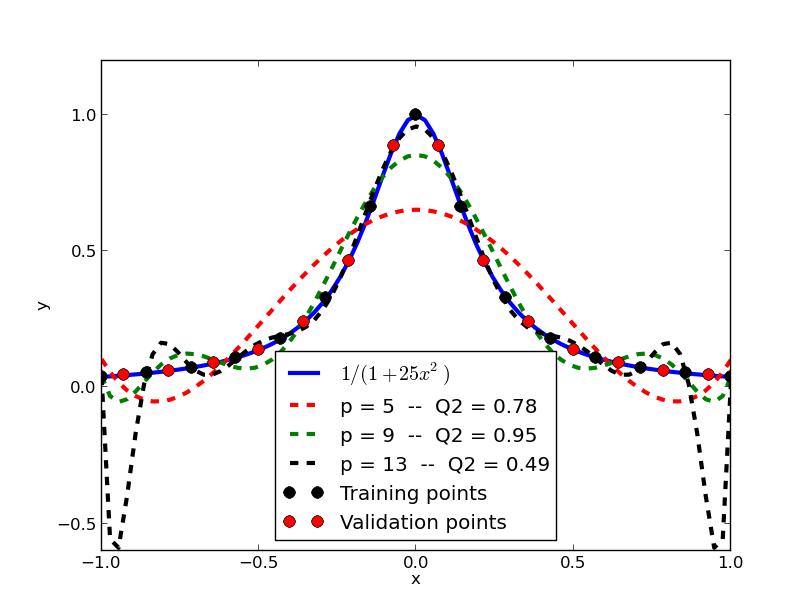 1.0
0.5
0.0
−0.5
y
1/(1+25x²)
p = 5 -- Q2 = 0.78
p = 9 -- Q2 = 0.95
p = 13 -- Q2 = 0.49
Training points
Validation points
−1.0 −0.5 0.0 0.5 1.0
x